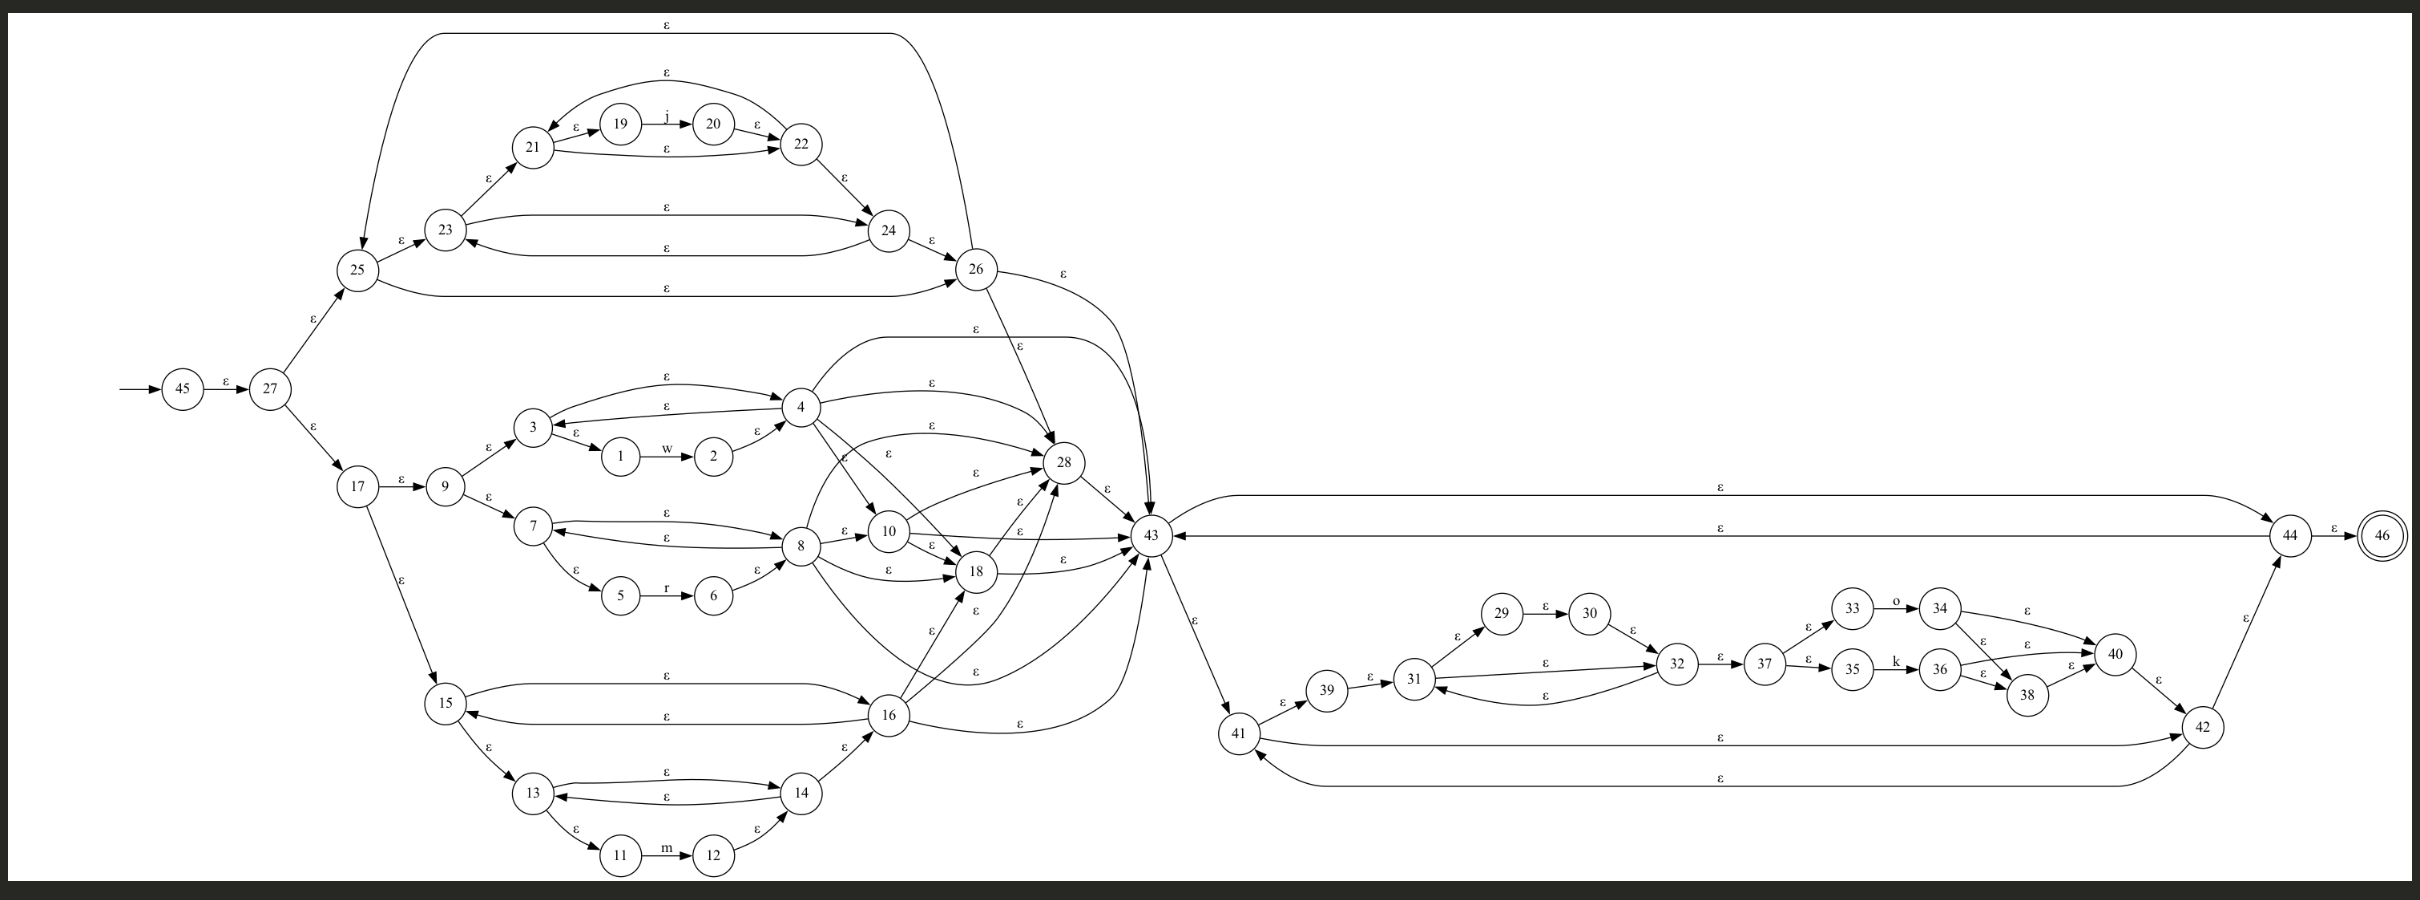 ε
ε
ε
j
ε
19
20
21
22
ε
ε
ε
ε
23
24
ε
ε
ε
25
26
ε
ε
ε
ε
ε
ε
45
ε
27
ε
ε
4
ε
3
ε
ε
ε
ε
1
w
2
ε
ε
28
ε
ε
17
ε
9
ε
ε
ε
ε
7
ε
ε
10
ε
43
ε
ε
44
ε
46
8
ε
ε
18
ε
ε
ε
5
r
6
ε
ε
ε
ε
ε
ε
29
ε
30
ε
ε
33
o
34
ε
ε
ε
31
ε
32
ε
37
ε
35
k
36
ε
ε
ε
40
39
ε
ε
ε
38
ε
ε
15
ε
ε
16
ε
41
ε
42
ε
ε
ε
ε
13
ε
14
ε
ε
11
m
12